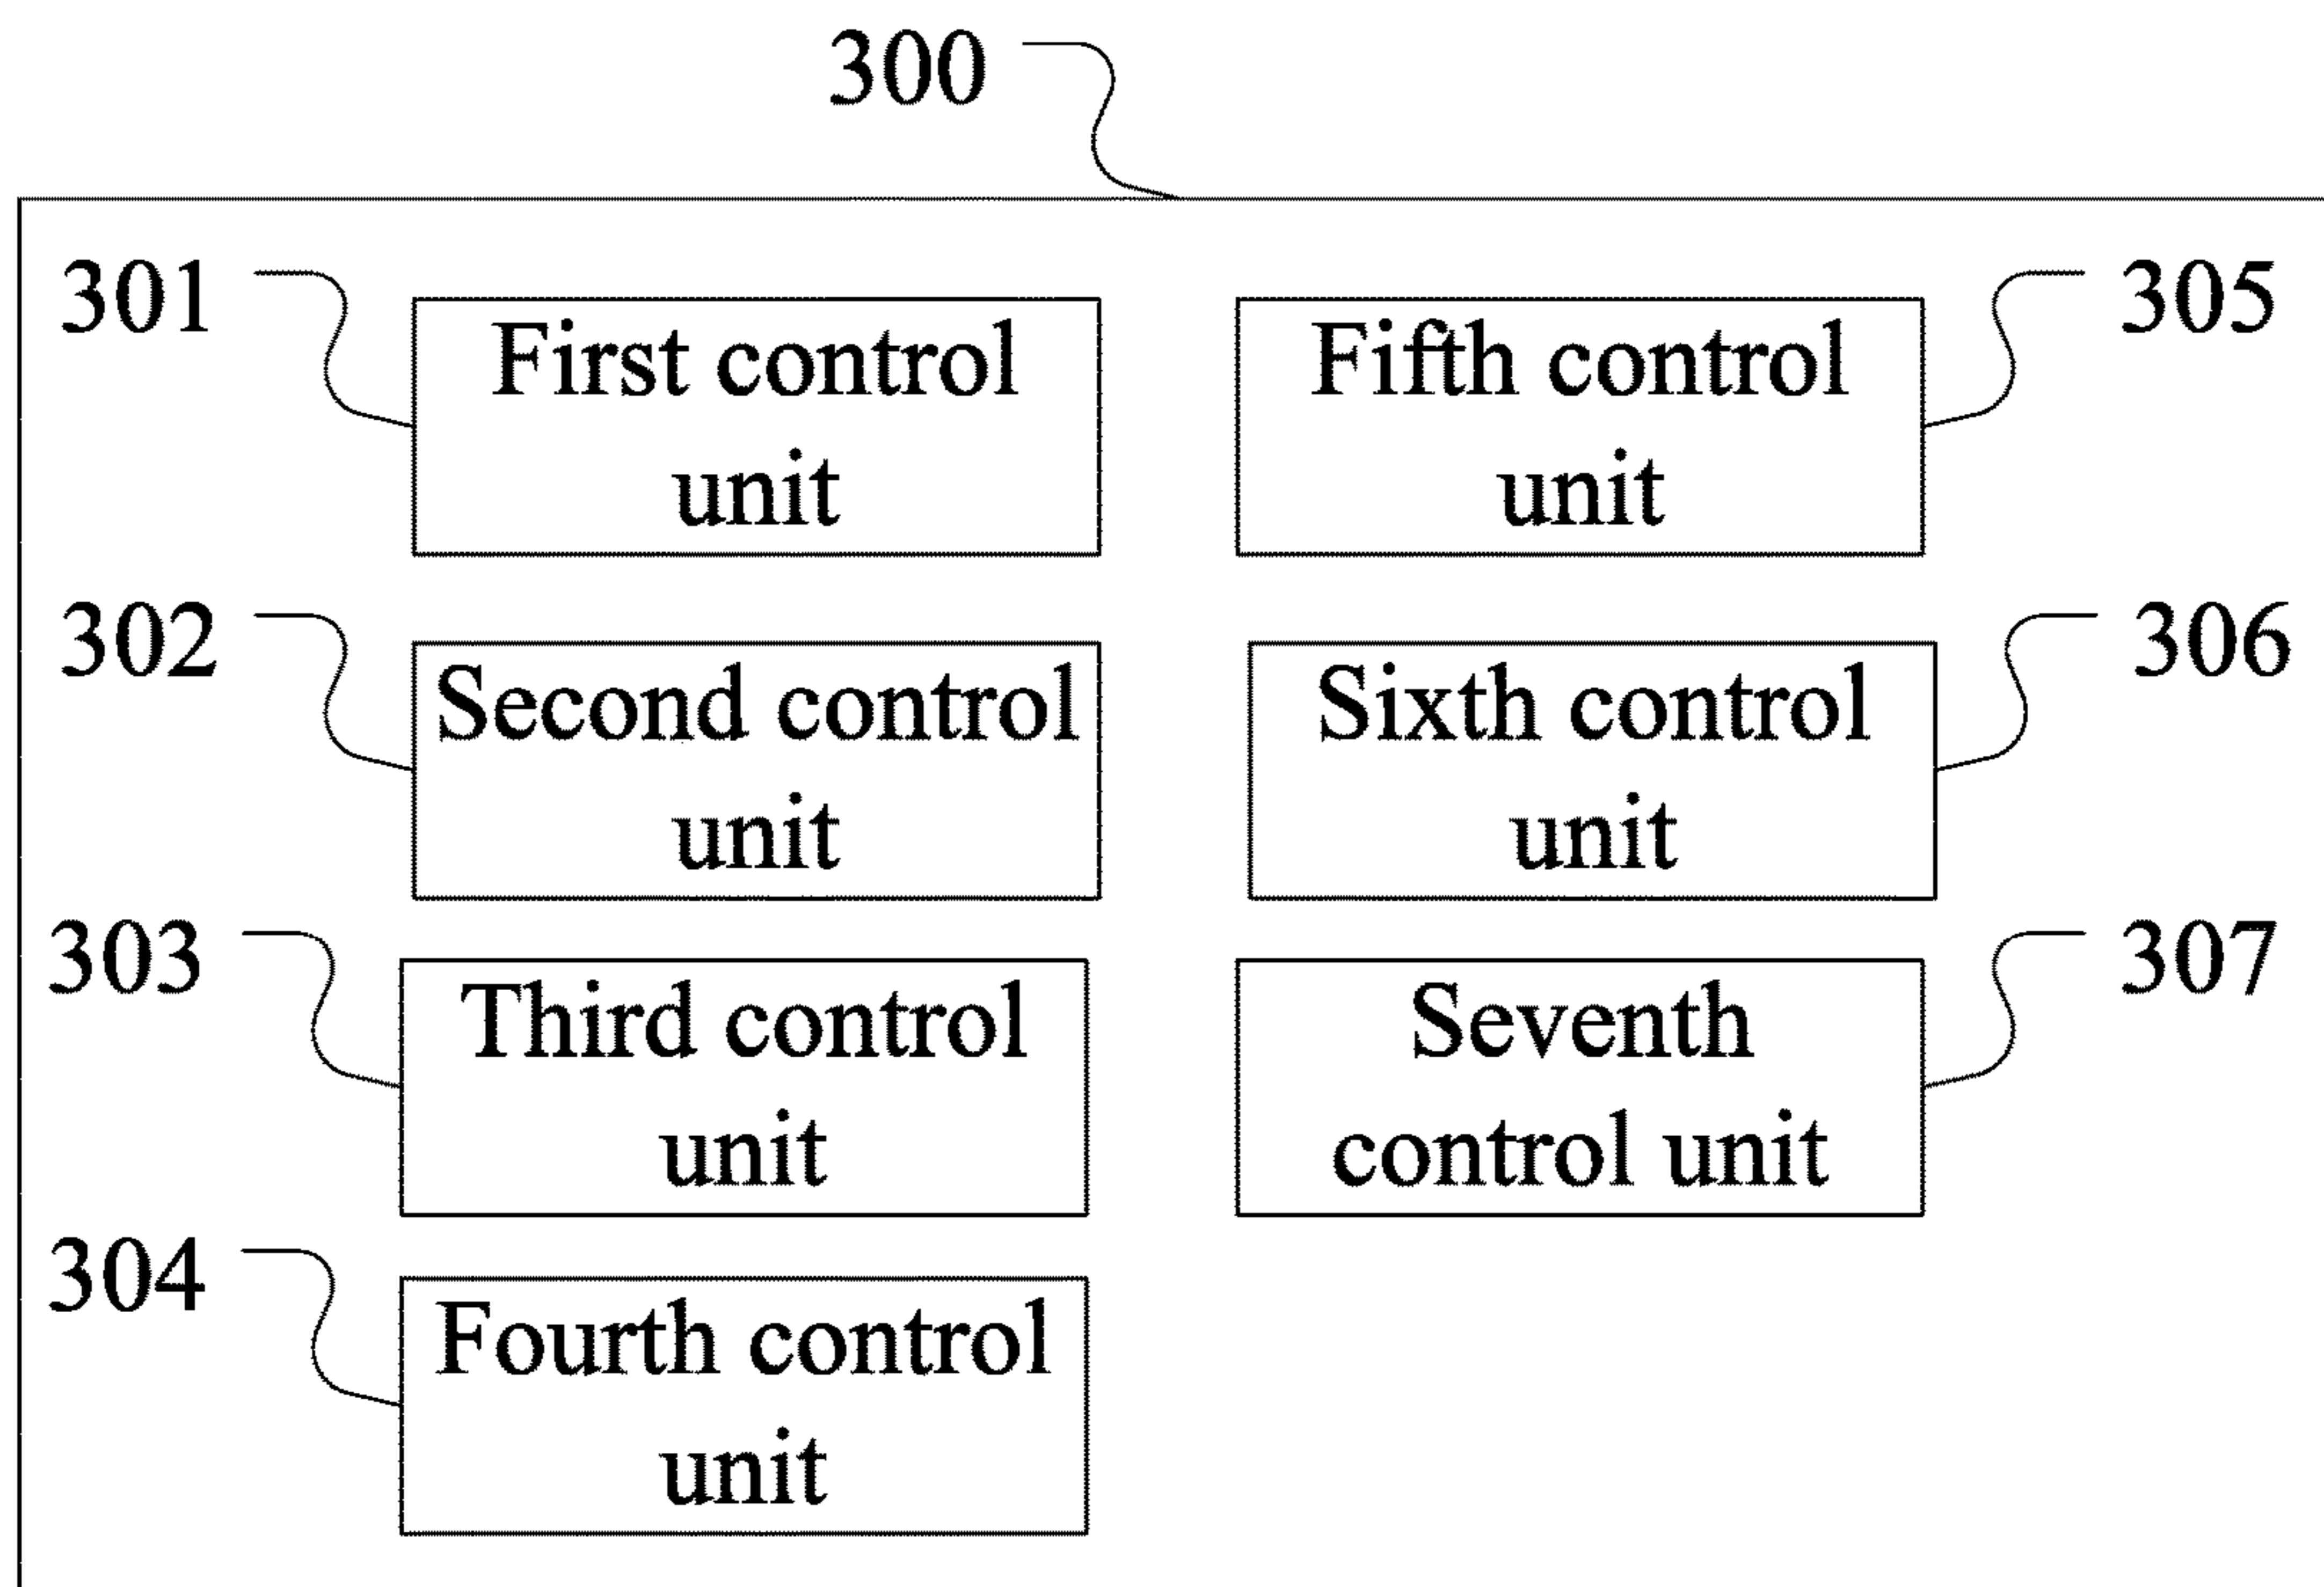 300
301
First control
unit
302
Second control
unit
303
Third control
unit
304
Fourth control
unit
305
Fifth control
unit
306
Sixth control
unit
307
Seventh
control unit